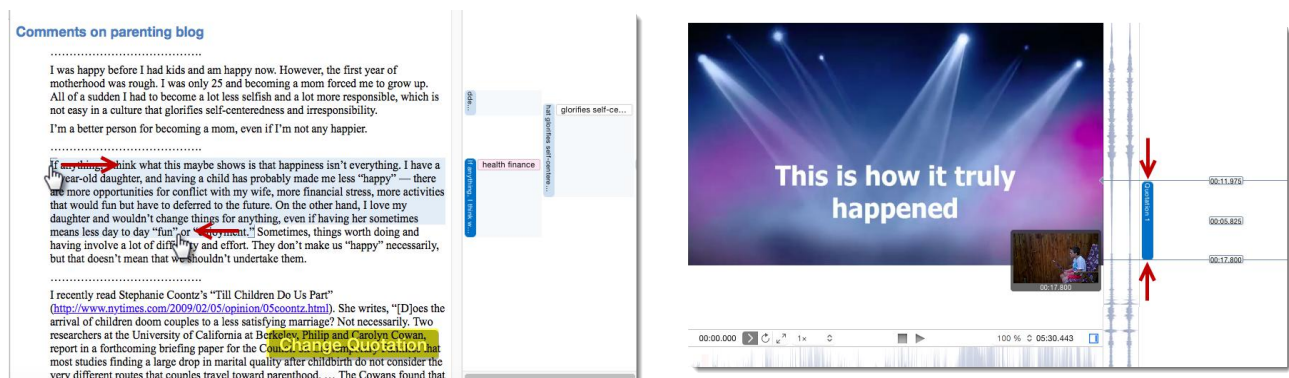 Comments on parenting blog
I was happy before I had kids and am happy now. However, the first year of
motherhood was rough. I was only 25 and becoming a mom forced me to grow up.
All of a sudden I had to become a lot less selfish and a lot more responsible, which is
not easy in a culture that glorifies self-centeredness and irresponsibility.
I'm a better person for becoming a mom, even if I'm not any happier.
If anything, I think what this maybe shows is that happiness isn't everything. I have a
year-old daughter, and having a child has probably made me less "happy" — there
are more opportunities for conflict with my wife, more financial stress, more activities
that would fun but have to deferred to the future. On the other hand, I love my
daughter and wouldn't change things for anything, even if having her sometimes
means less day to day "fun" or "enjoyment." Sometimes, things worth doing and
having involve a lot of difficulty and effort. They don't make us "happy" necessarily,
but that doesn't mean that we shouldn't undertake them.
I recently read Stephanie Coontz's "Till Children Do Us Part"
(http://www.nytimes.com/2009/02/05/opinion/05coontz.html). She writes, "[D]oes the
arrival of children doom couples to a less satisfying marriage? Not necessarily. Two
researchers at the University of California at Berkeley, Philip and Carolyn Cowan,
report in a forthcoming briefing paper for the that
most studies finding a large drop in marital quality after childbirth do not consider the
very different routes that couples travel toward parenthood. … The Cowans found that
Change Quotation
dde...
hat glorifies self-centere...
glorifies self-ce...
If anything, I think w...
health finance
This is how it truly
happened
00:17.800
Quotation 1
00:11.975
00:05.825
00:17.800
00:00.000
1×
100 %
05:30.443